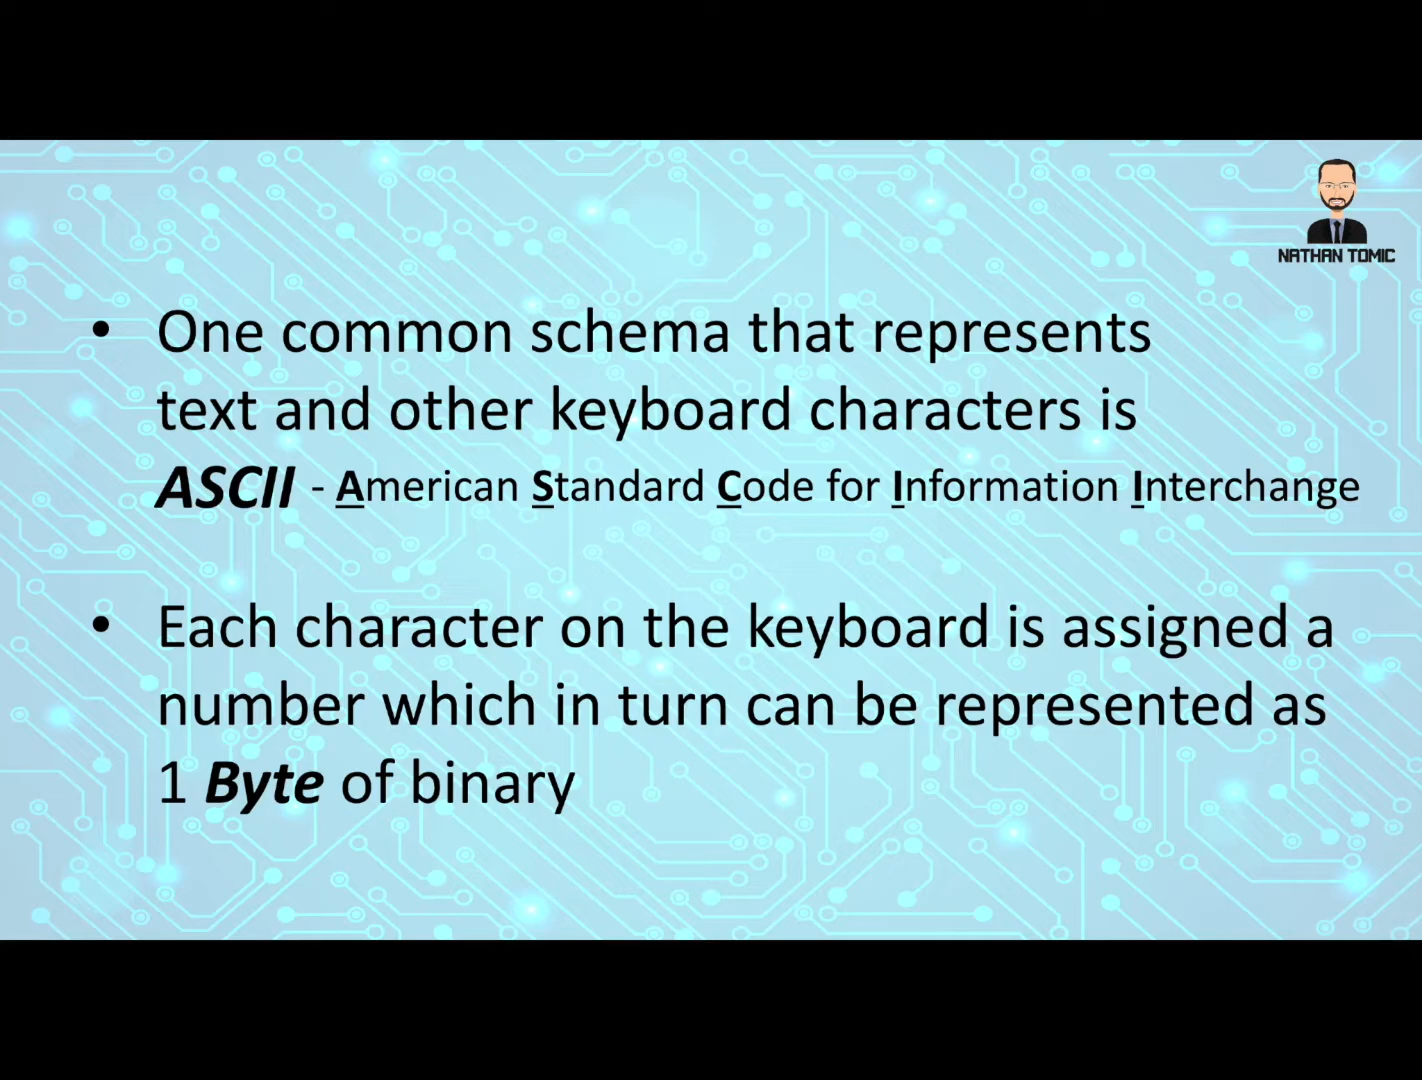 NATHAN TOMIC
• One common schema that represents
text and other keyboard characters is
ASCII - American Standard Code for Information Interchange
• Each character on the keyboard is assigned a
number which in turn can be represented as
1 Byte of binary